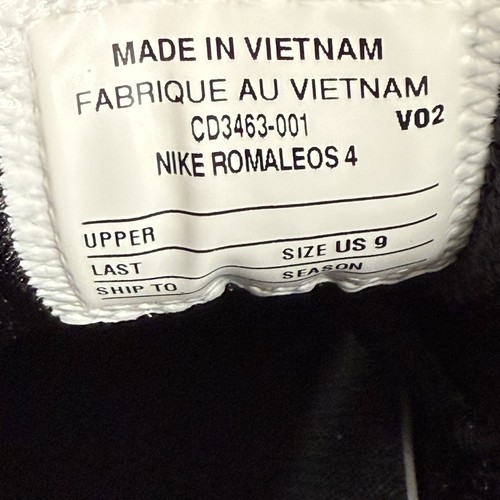 MADE IN VIETNAM
FABRIQUE AU VIETNAM
CD3463-001 V02
NIKE ROMALEOS 4
UPPER
LAST SIZE US 9
SHIP TO SEASON